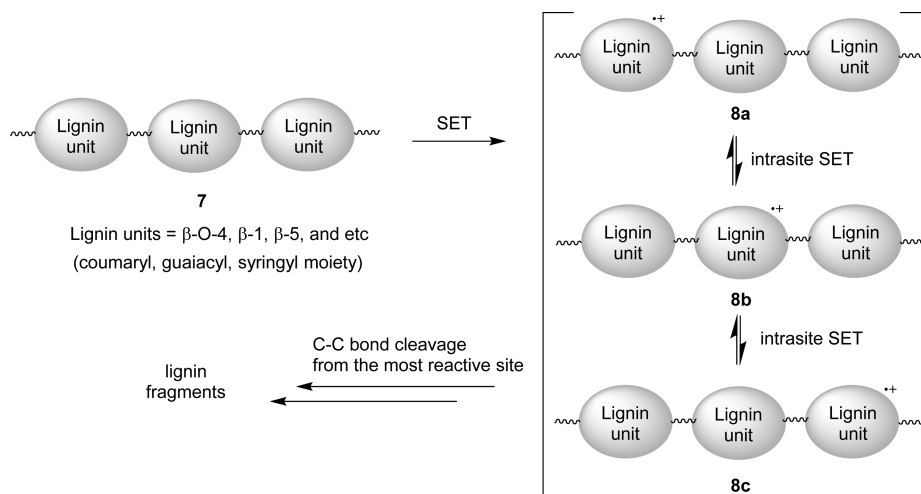 Lignin
unit
Lignin
unit
Lignin
unit
7
Lignin units = β-O-4, β-1, β-5, and etc
(coumaryl, guaiacyl, syringyl moiety)
SET
•+
Lignin
unit
Lignin
unit
Lignin
unit
8a
intrasite SET
•+
Lignin
unit
Lignin
unit
Lignin
unit
8b
intrasite SET
•+
Lignin
unit
Lignin
unit
Lignin
unit
8c
C-C bond cleavage
from the most reactive site
lignin
fragments